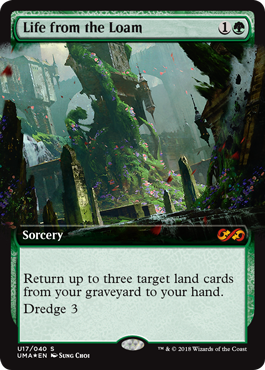 Life from the Loam 1
Sorcery
Return up to three target land cards
from your graveyard to your hand.
Dredge 3
U17/040 S
UMA★EN SUNG CHOI ™ & © 2018 Wizards of the Coast